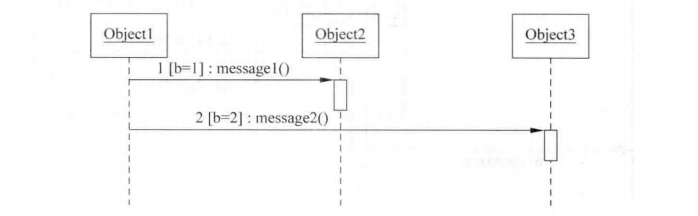 Object1
Object2
Object3
1 [b=1] : message1()
2 [b=2] : message2()